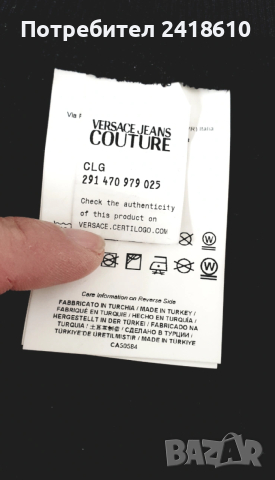 Потребител 2418610
Via
VERSACE JEANS
COUTURE
CLG
291 470 979 025
Check the authenticity
of this product on
VERSACE.CERTILOGO.COM
Care Information on Reverse Side
FABBRICATO IN TURCHIA / MADE IN TURKEY /
FABRIQUÉ EN TURQUIE / HECHO EN TURQUÍA /
HERGESTELLT IN DER TÜRKEI / FABRICADO NA
TURQUIA / 土耳其制造 / СДЕЛАНО В ТУРЦИИ /
TÜRKİYE'DE ÜRETİLMİŞTİR / MADE IN TÜRKİYE
CA50584
bazar